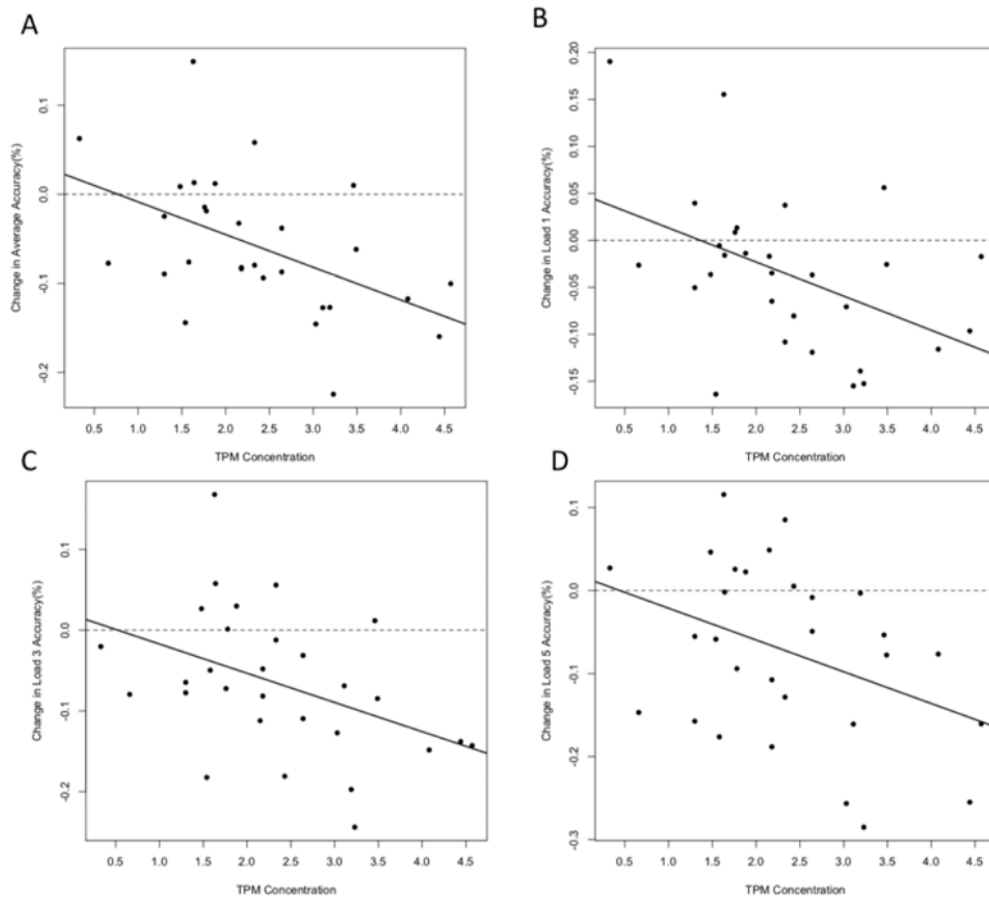 A
Change in Average Accuracy(%)
0.1
0.0
-0.1
-0.2
0.5 1.0 1.5 2.0 2.5 3.0 3.5 4.0 4.5
TPM Concentration
B
Change in Load 1 Accuracy(%)
0.20
0.15
0.10
0.05
0.00
-0.05
-0.10
-0.15
0.5 1.0 1.5 2.0 2.5 3.0 3.5 4.0 4.5
TPM Concentration
C
Change in Load 3 Accuracy(%)
0.1
0.0
-0.1
-0.2
0.5 1.0 1.5 2.0 2.5 3.0 3.5 4.0 4.5
TPM Concentration
D
Change in Load 5 Accuracy(%)
0.1
0.0
-0.1
-0.2
-0.3
0.5 1.0 1.5 2.0 2.5 3.0 3.5 4.0 4.5
TPM Concentration